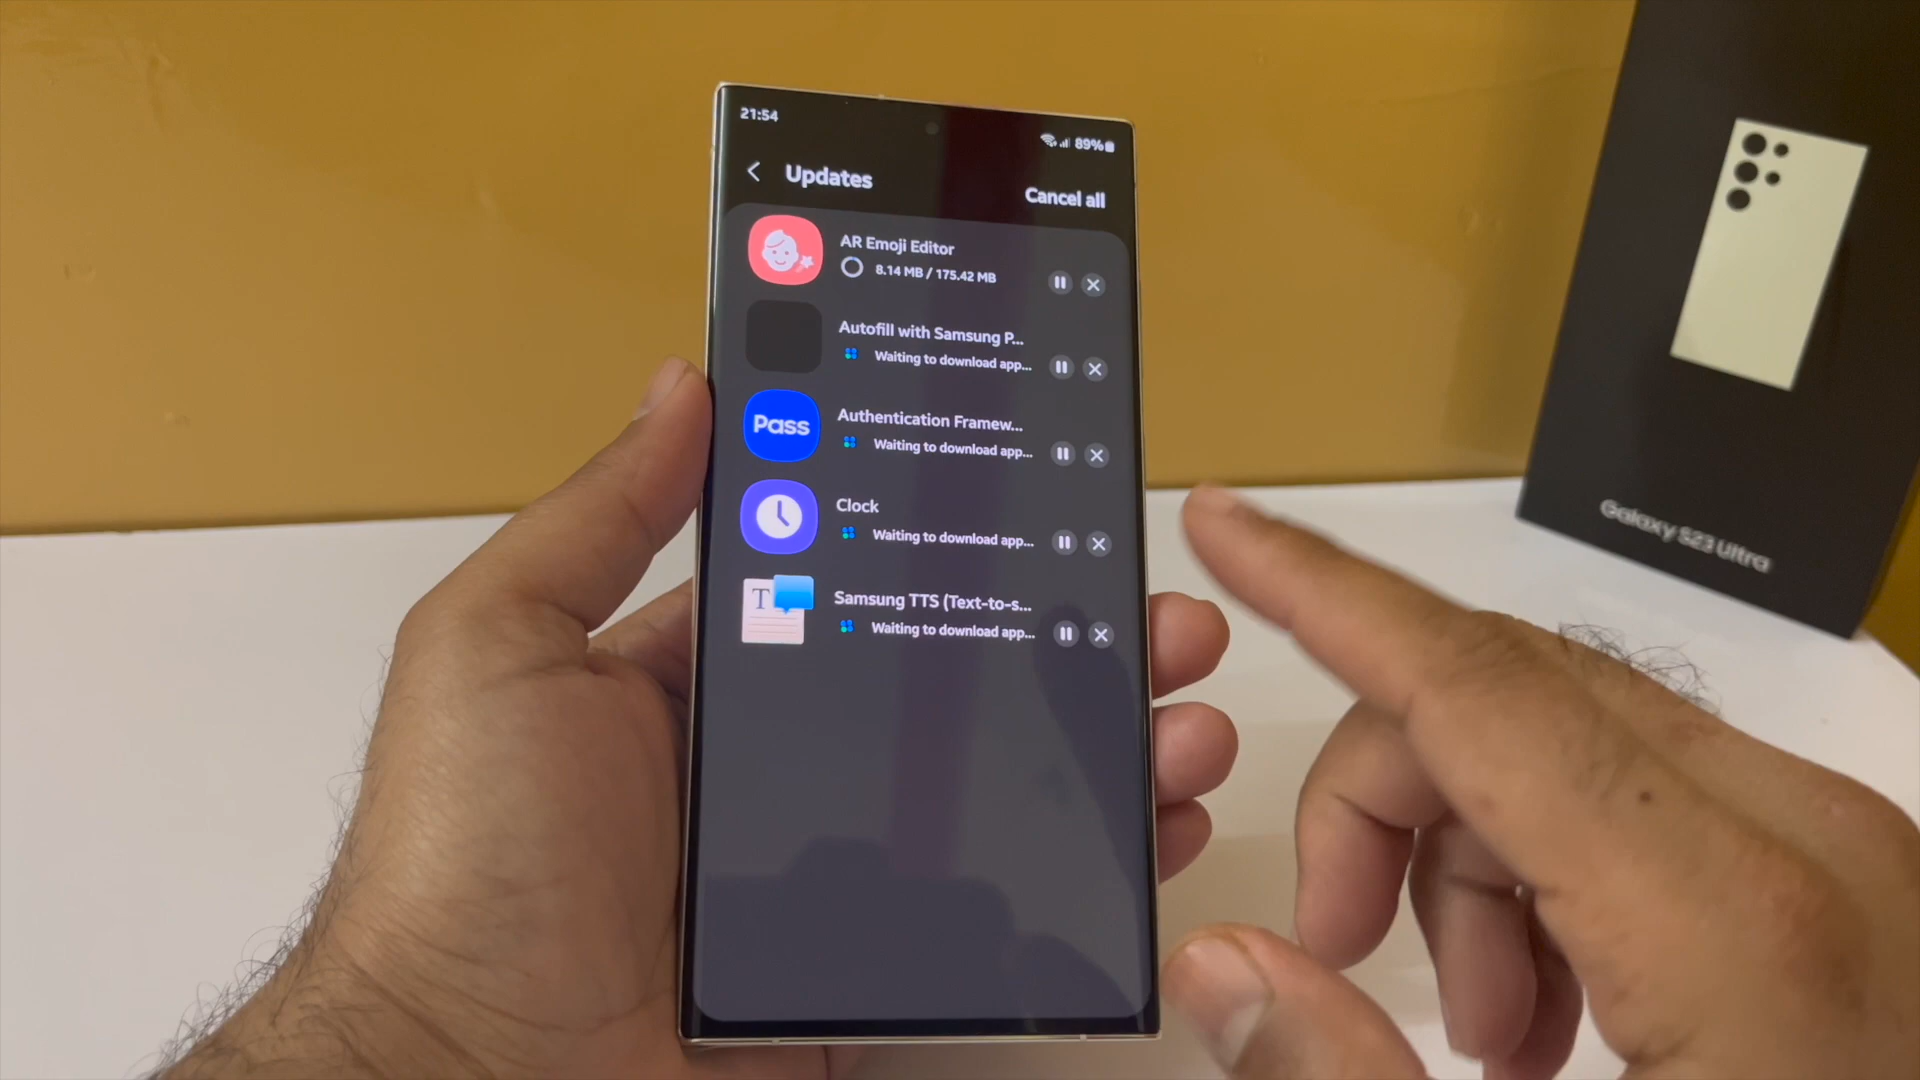 21:54
89%
Updates
Cancel all
AR Emoji Editor
8.14 MB / 175.42 MB
Autofill with Samsung P...
Waiting to download app...
Pass
Authentication Framew...
Waiting to download app...
Clock
Waiting to download app...
T
Samsung TTS (Text-to-s...
Waiting to download app...
Galaxy S23 Ultra